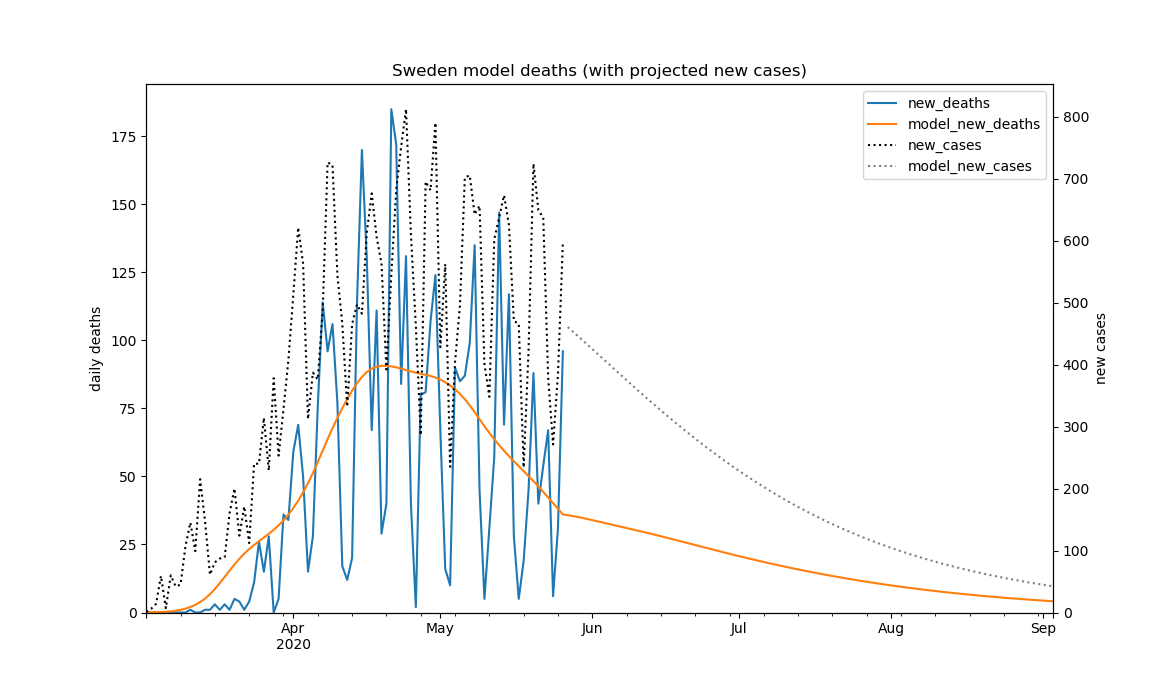 Sweden model deaths (with projected new cases)
new_deaths
model_new_deaths
new_cases
model_new_cases
daily deaths
175
150
125
100
75
50
25
0
800
700
600
500
400
300
200
100
0
new cases
Apr
2020
May
Jun
Jul
Aug
Sep